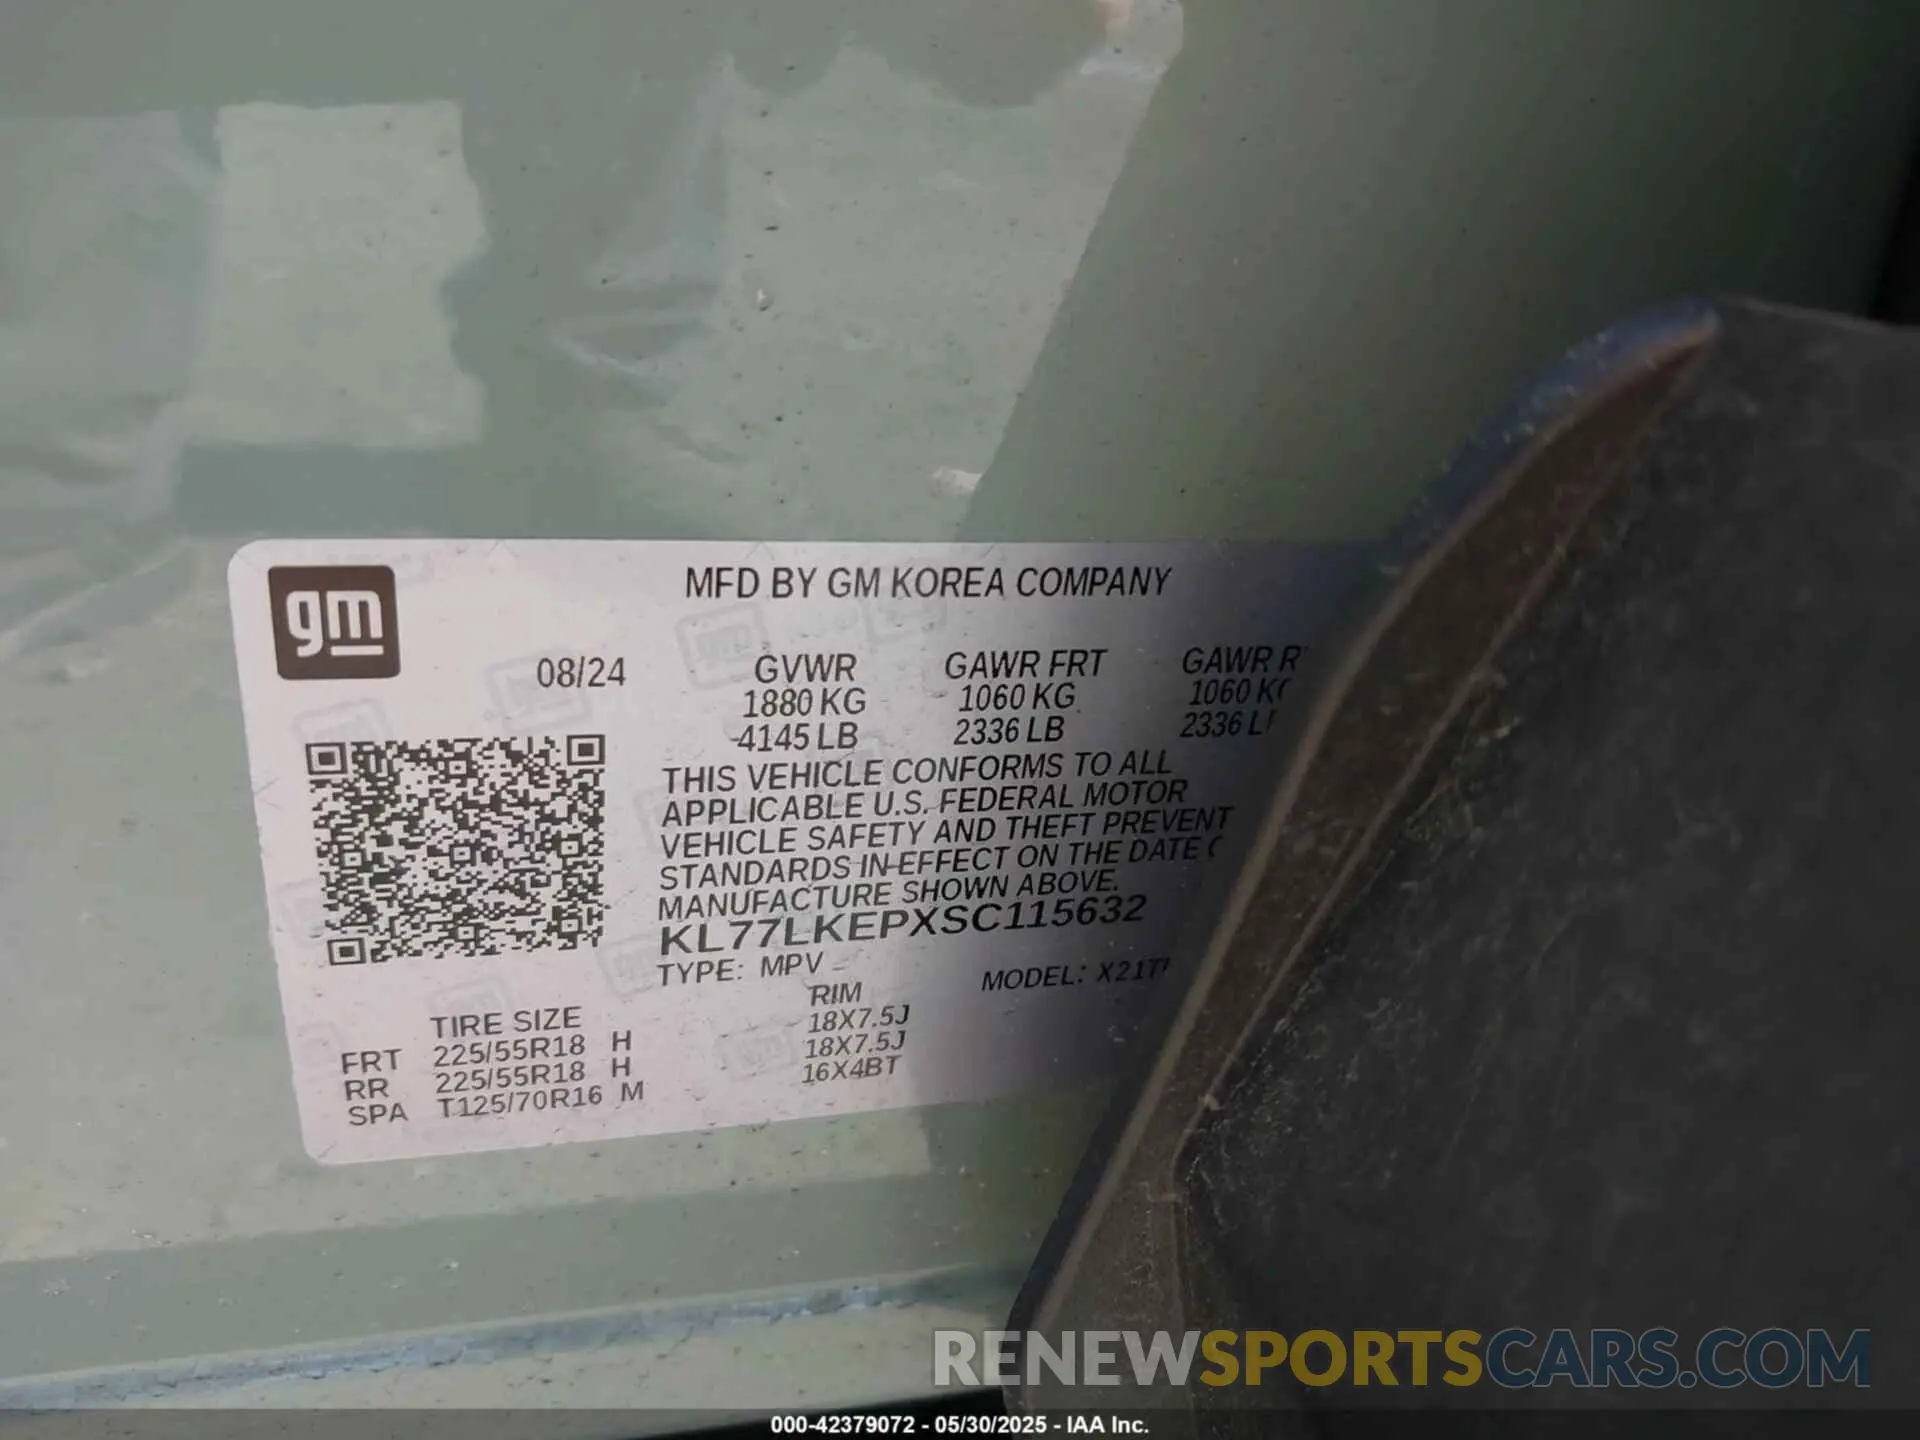 gm
MFD BY GM KOREA COMPANY
08/24 GVWR GAWR FRT GAWR
1880 KG 1060 KG 1060
4145 LB 2336 LB 2336
THIS VEHICLE CONFORMS TO ALL
APPLICABLE U.S. FEDERAL MOTOR
VEHICLE SAFETY AND THEFT PREVENT
STANDARDS IN EFFECT ON THE DATE
MANUFACTURE SHOWN ABOVE.
KL77LKEPXSC115632
TYPE: MPV MODEL:
TIRE SIZE RIM
FRT 225/55R18 H 18X7.5J
RR 225/55R18 H 18X7.5J
SPA T125/70R16 M 16X4BT
RENEWSPORTSCARS.COM
000-42379072 - 05/30/2025 - IAA Inc.